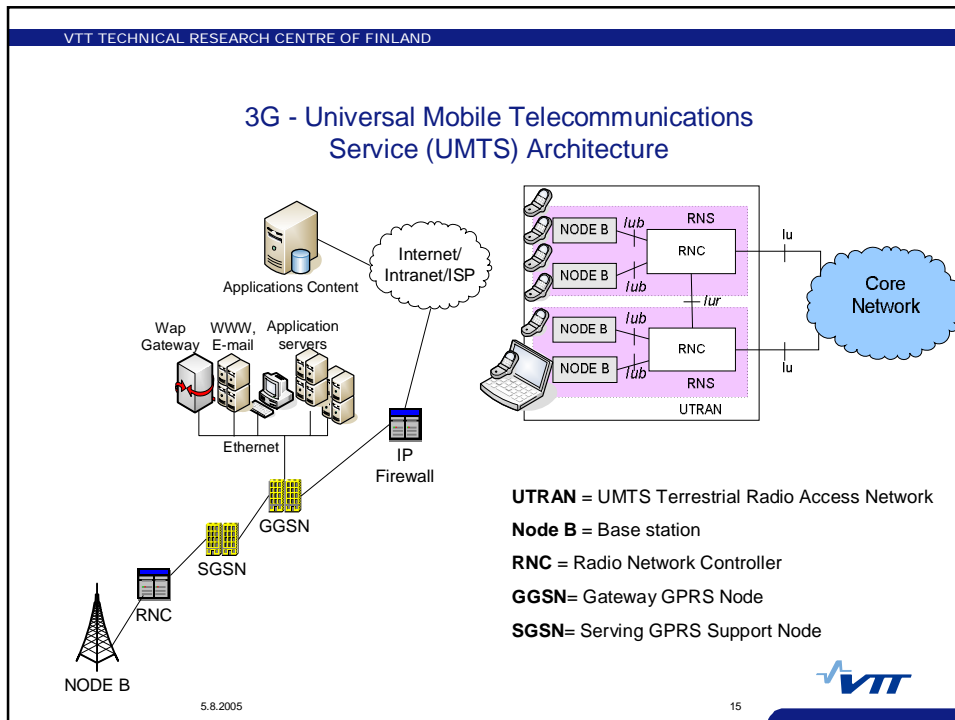 VTT TECHNICAL RESEARCH CENTRE OF FINLAND
3G - Universal Mobile Telecommunications
Service (UMTS) Architecture
Applications Content
Internet/
Intranet/ISP
Wap
Gateway
WWW,
E-mail
Application
servers
Ethernet
IP
Firewall
GGSN
SGSN
RNC
NODE B
NODE B
Iub
RNS
RNC
NODE B
Iub
Iu
Iur
Core
Network
NODE B
Iub
RNC
NODE B
Iub
RNS
Iu
UTRAN
UTRAN = UMTS Terrestrial Radio Access Network
Node B = Base station
RNC = Radio Network Controller
GGSN= Gateway GPRS Node
SGSN= Serving GPRS Support Node
5.8.2005
15
VTT